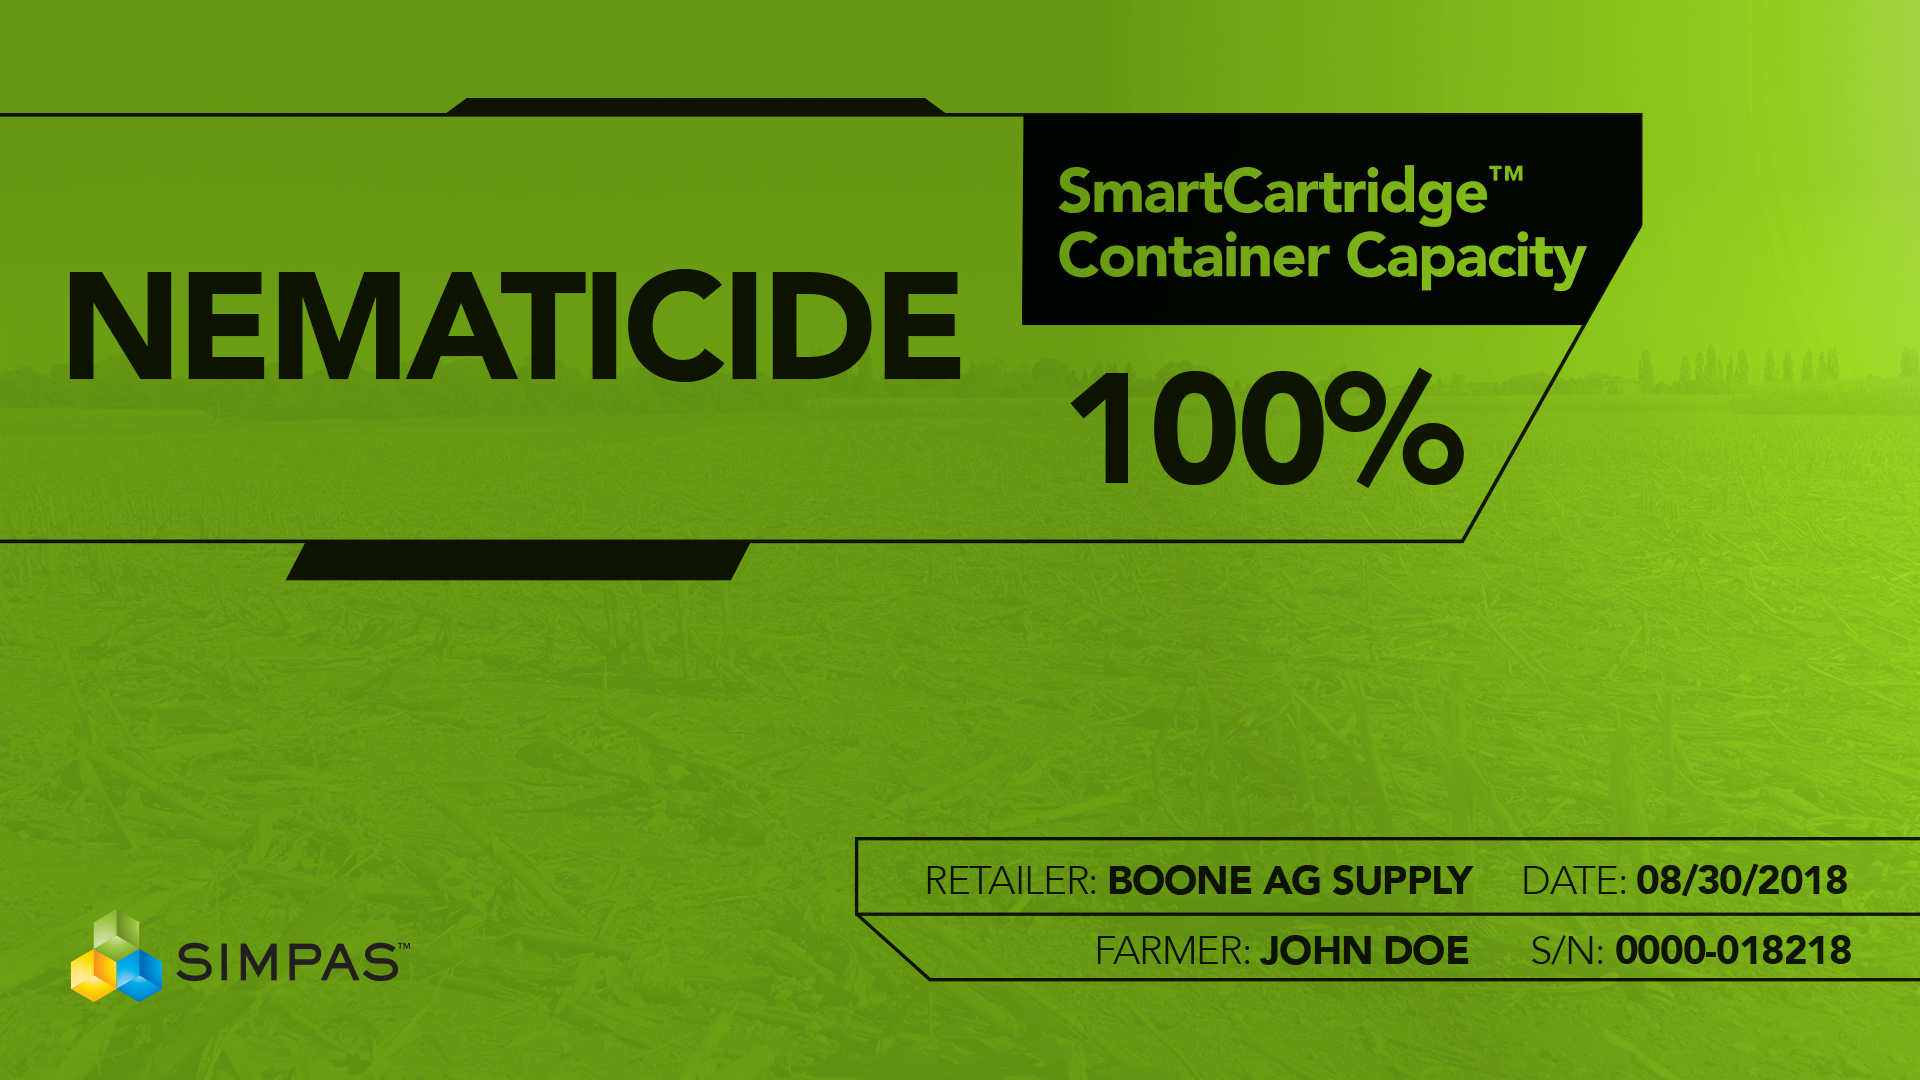 NEMATICIDE
SmartCartridge™
Container Capacity
100%
RETAILER: BOONE AG SUPPLY DATE: 08/30/2018
FARMER: JOHN DOE S/N: 0000-018218
SIMPAS™